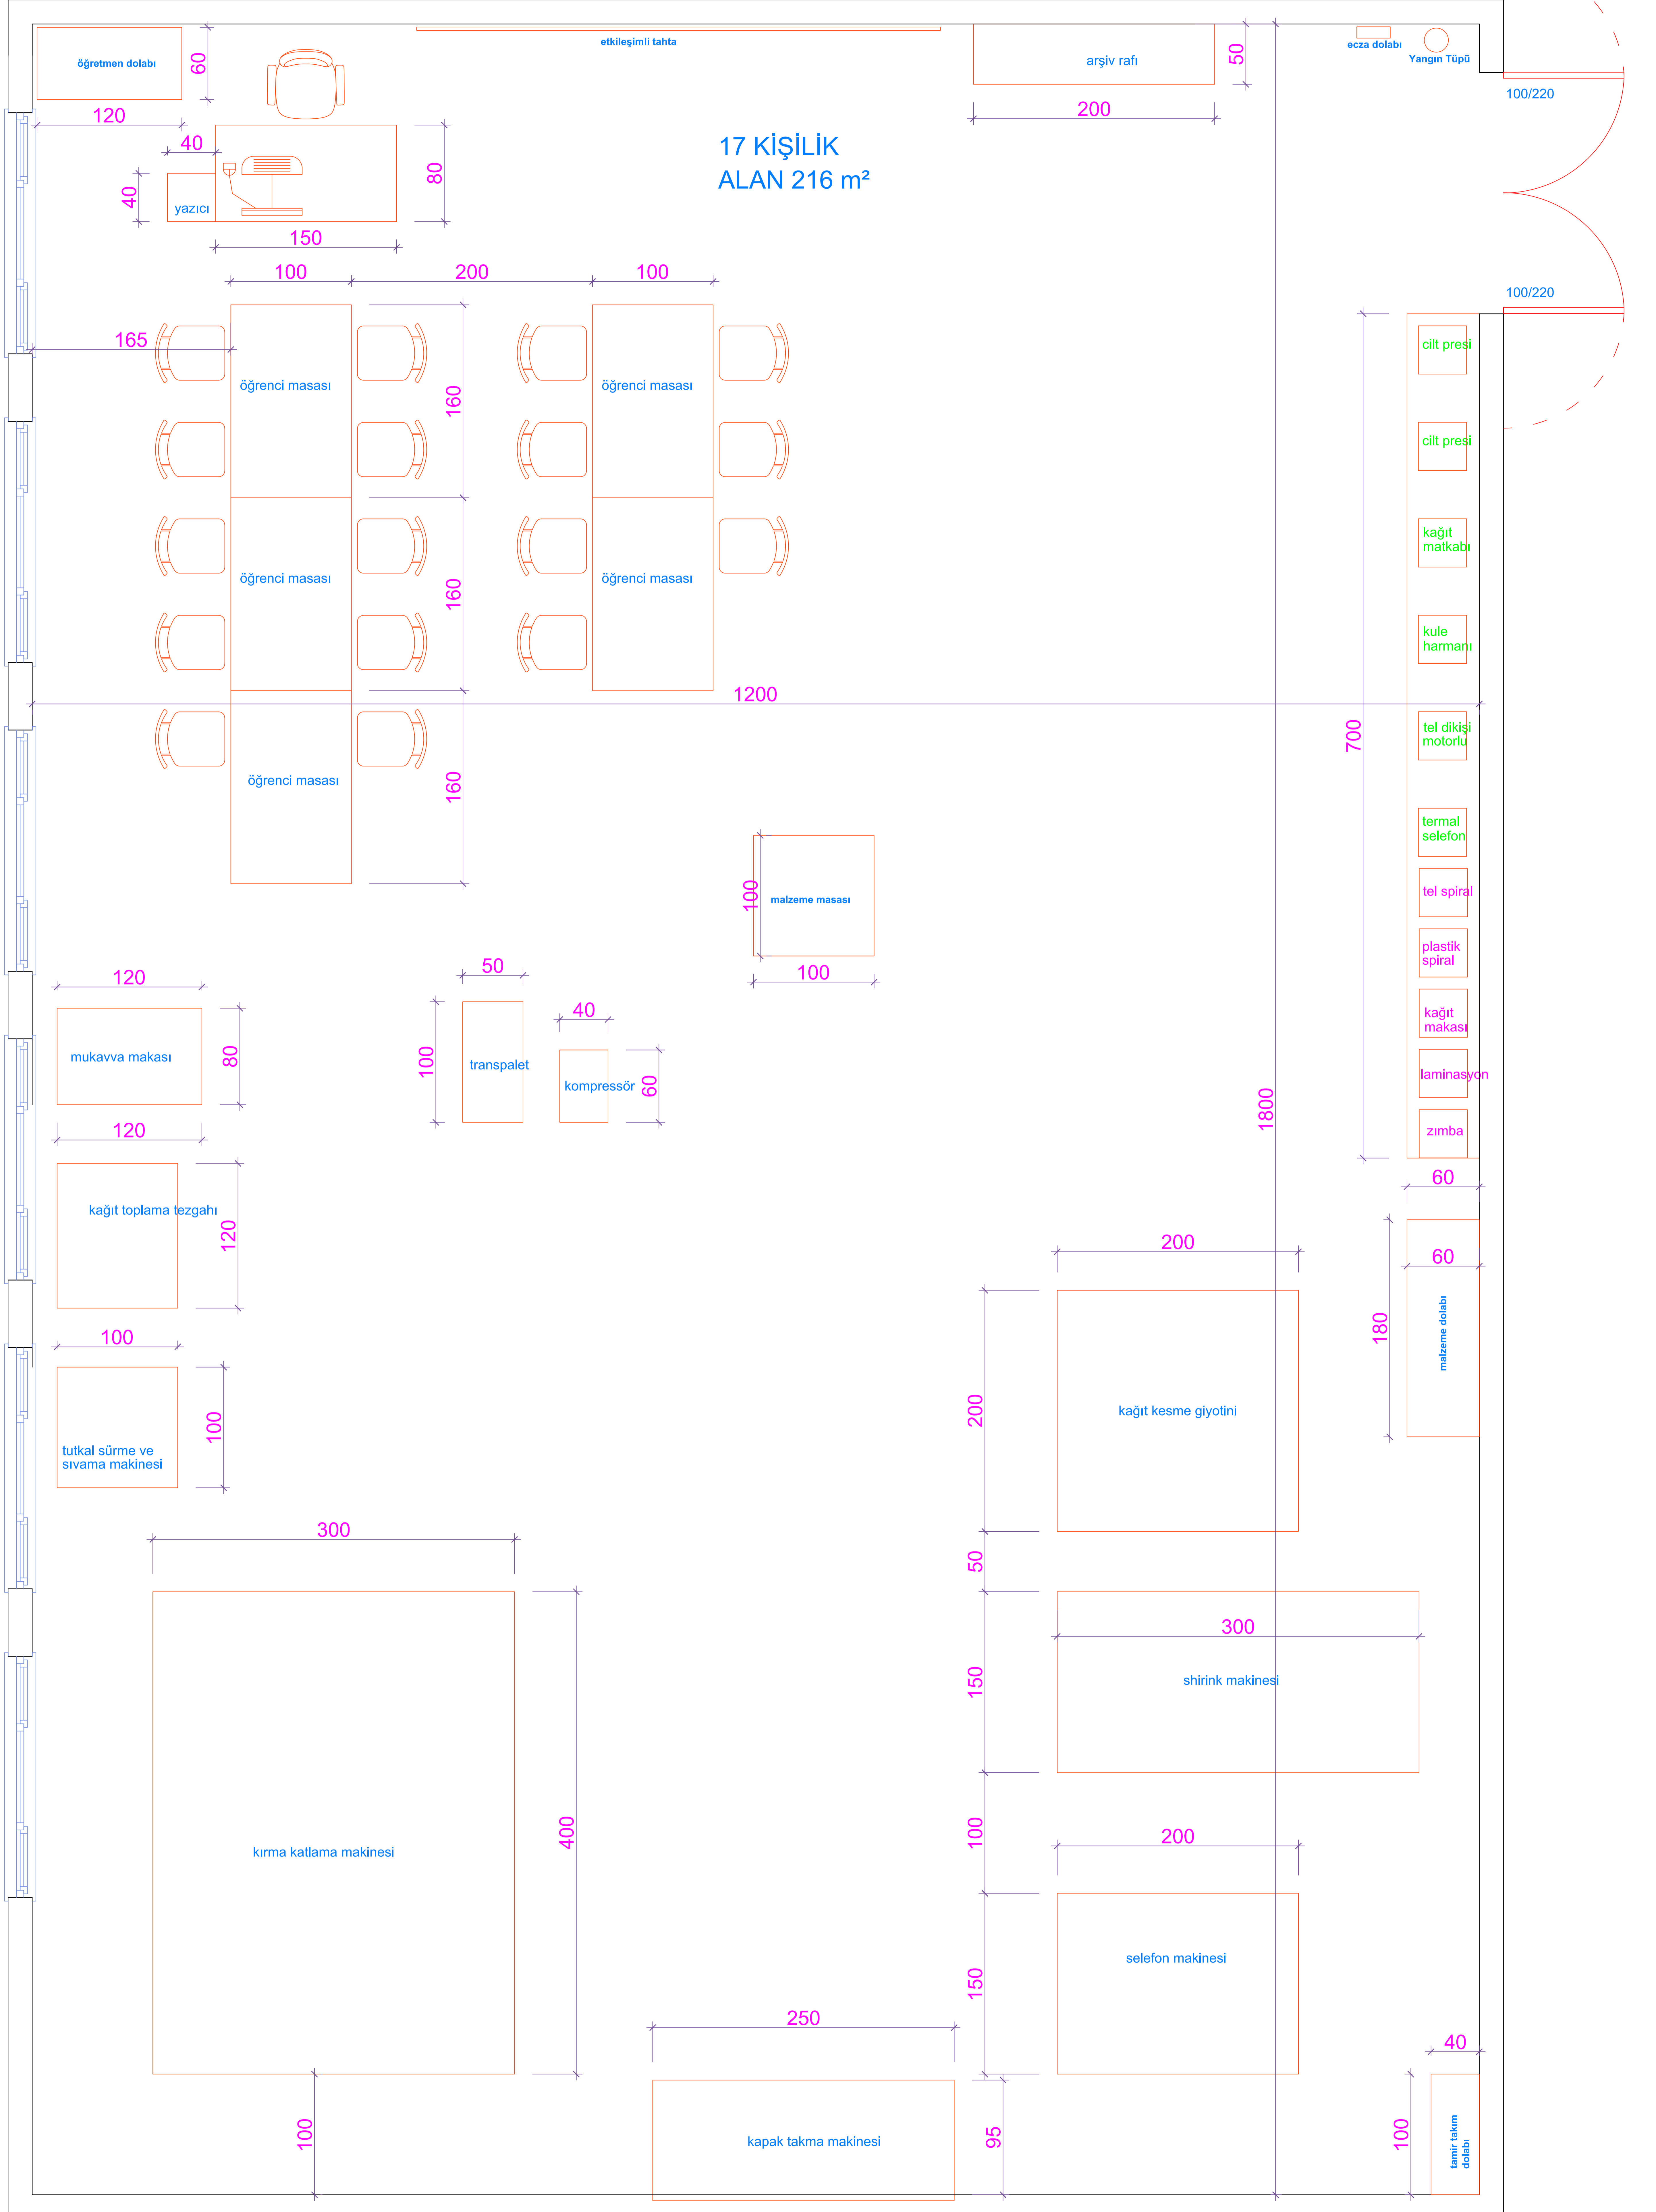 öğretmen dolabı
60
120
etkileşimli tahta
arşiv rafı
50
200
ecza dolabı
Yangın Tüpü
100/220
40
40
yazıcı
80
150
17 KİŞİLİK
ALAN 216 m²
100
200
100
100/220
165
öğrenci masası
160
öğrenci masası
cilt presi
cilt presi
öğrenci masası
160
öğrenci masası
kağıt
matkabı
kule
harmanı
1200
700
tel dikişi
motorlu
öğrenci masası
160
termal
selefon
100
malzeme masası
100
tel spiral
plastik
spiral
kağıt
makası
laminasyon
zımba
120
mukavva makası
80
50
100
transpalet
40
kompressör
60
1800
120
kağıt toplama tezgahı
120
60
60
180
malzeme dolabı
200
200
kağıt kesme giyotini
100
tutkal sürme ve
sıvama makinesi
100
50
300
300
150
shirink makinesi
kırma katlama makinesi
400
100
200
150
selefon makinesi
250
kapak takma makinesi
95
100
40
100
tamir takım
dolabı